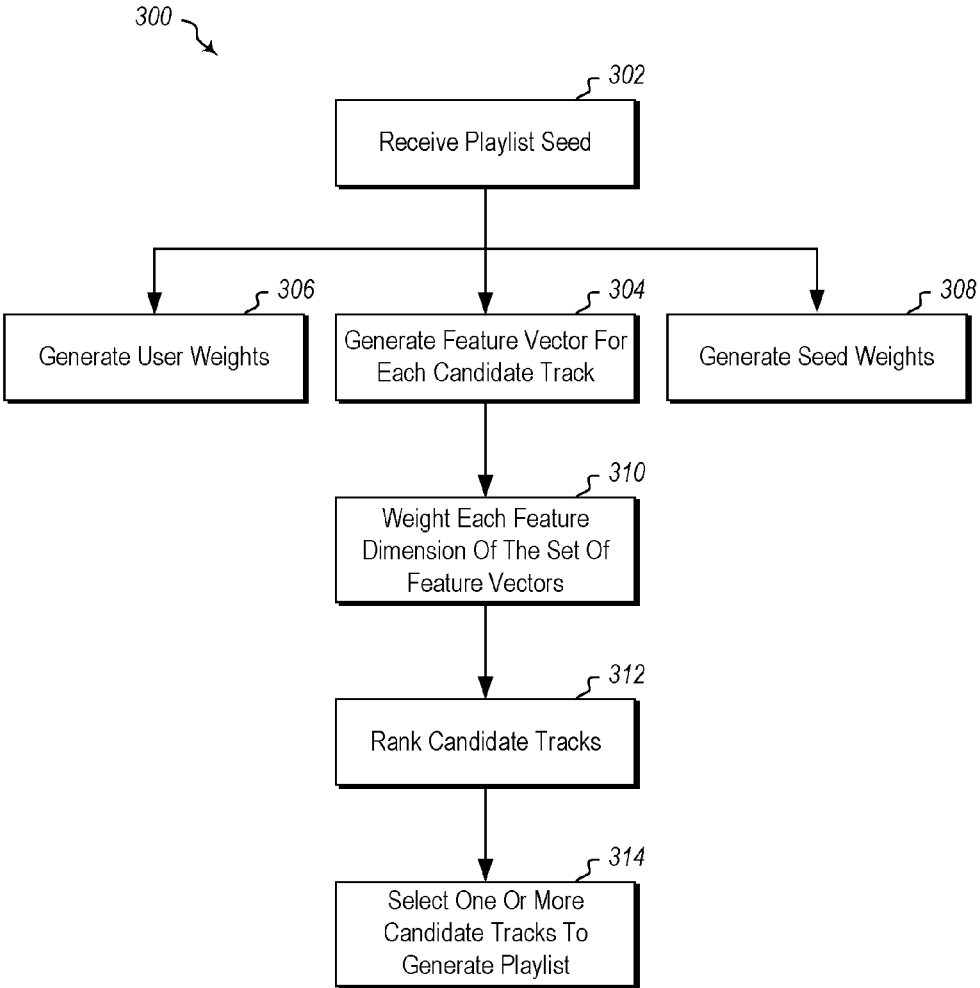 300
302
Receive Playlist Seed
306
Generate User Weights
304
Generate Feature Vector For
Each Candidate Track
308
Generate Seed Weights
310
Weight Each Feature
Dimension Of The Set Of
Feature Vectors
312
Rank Candidate Tracks
314
Select One Or More
Candidate Tracks To
Generate Playlist